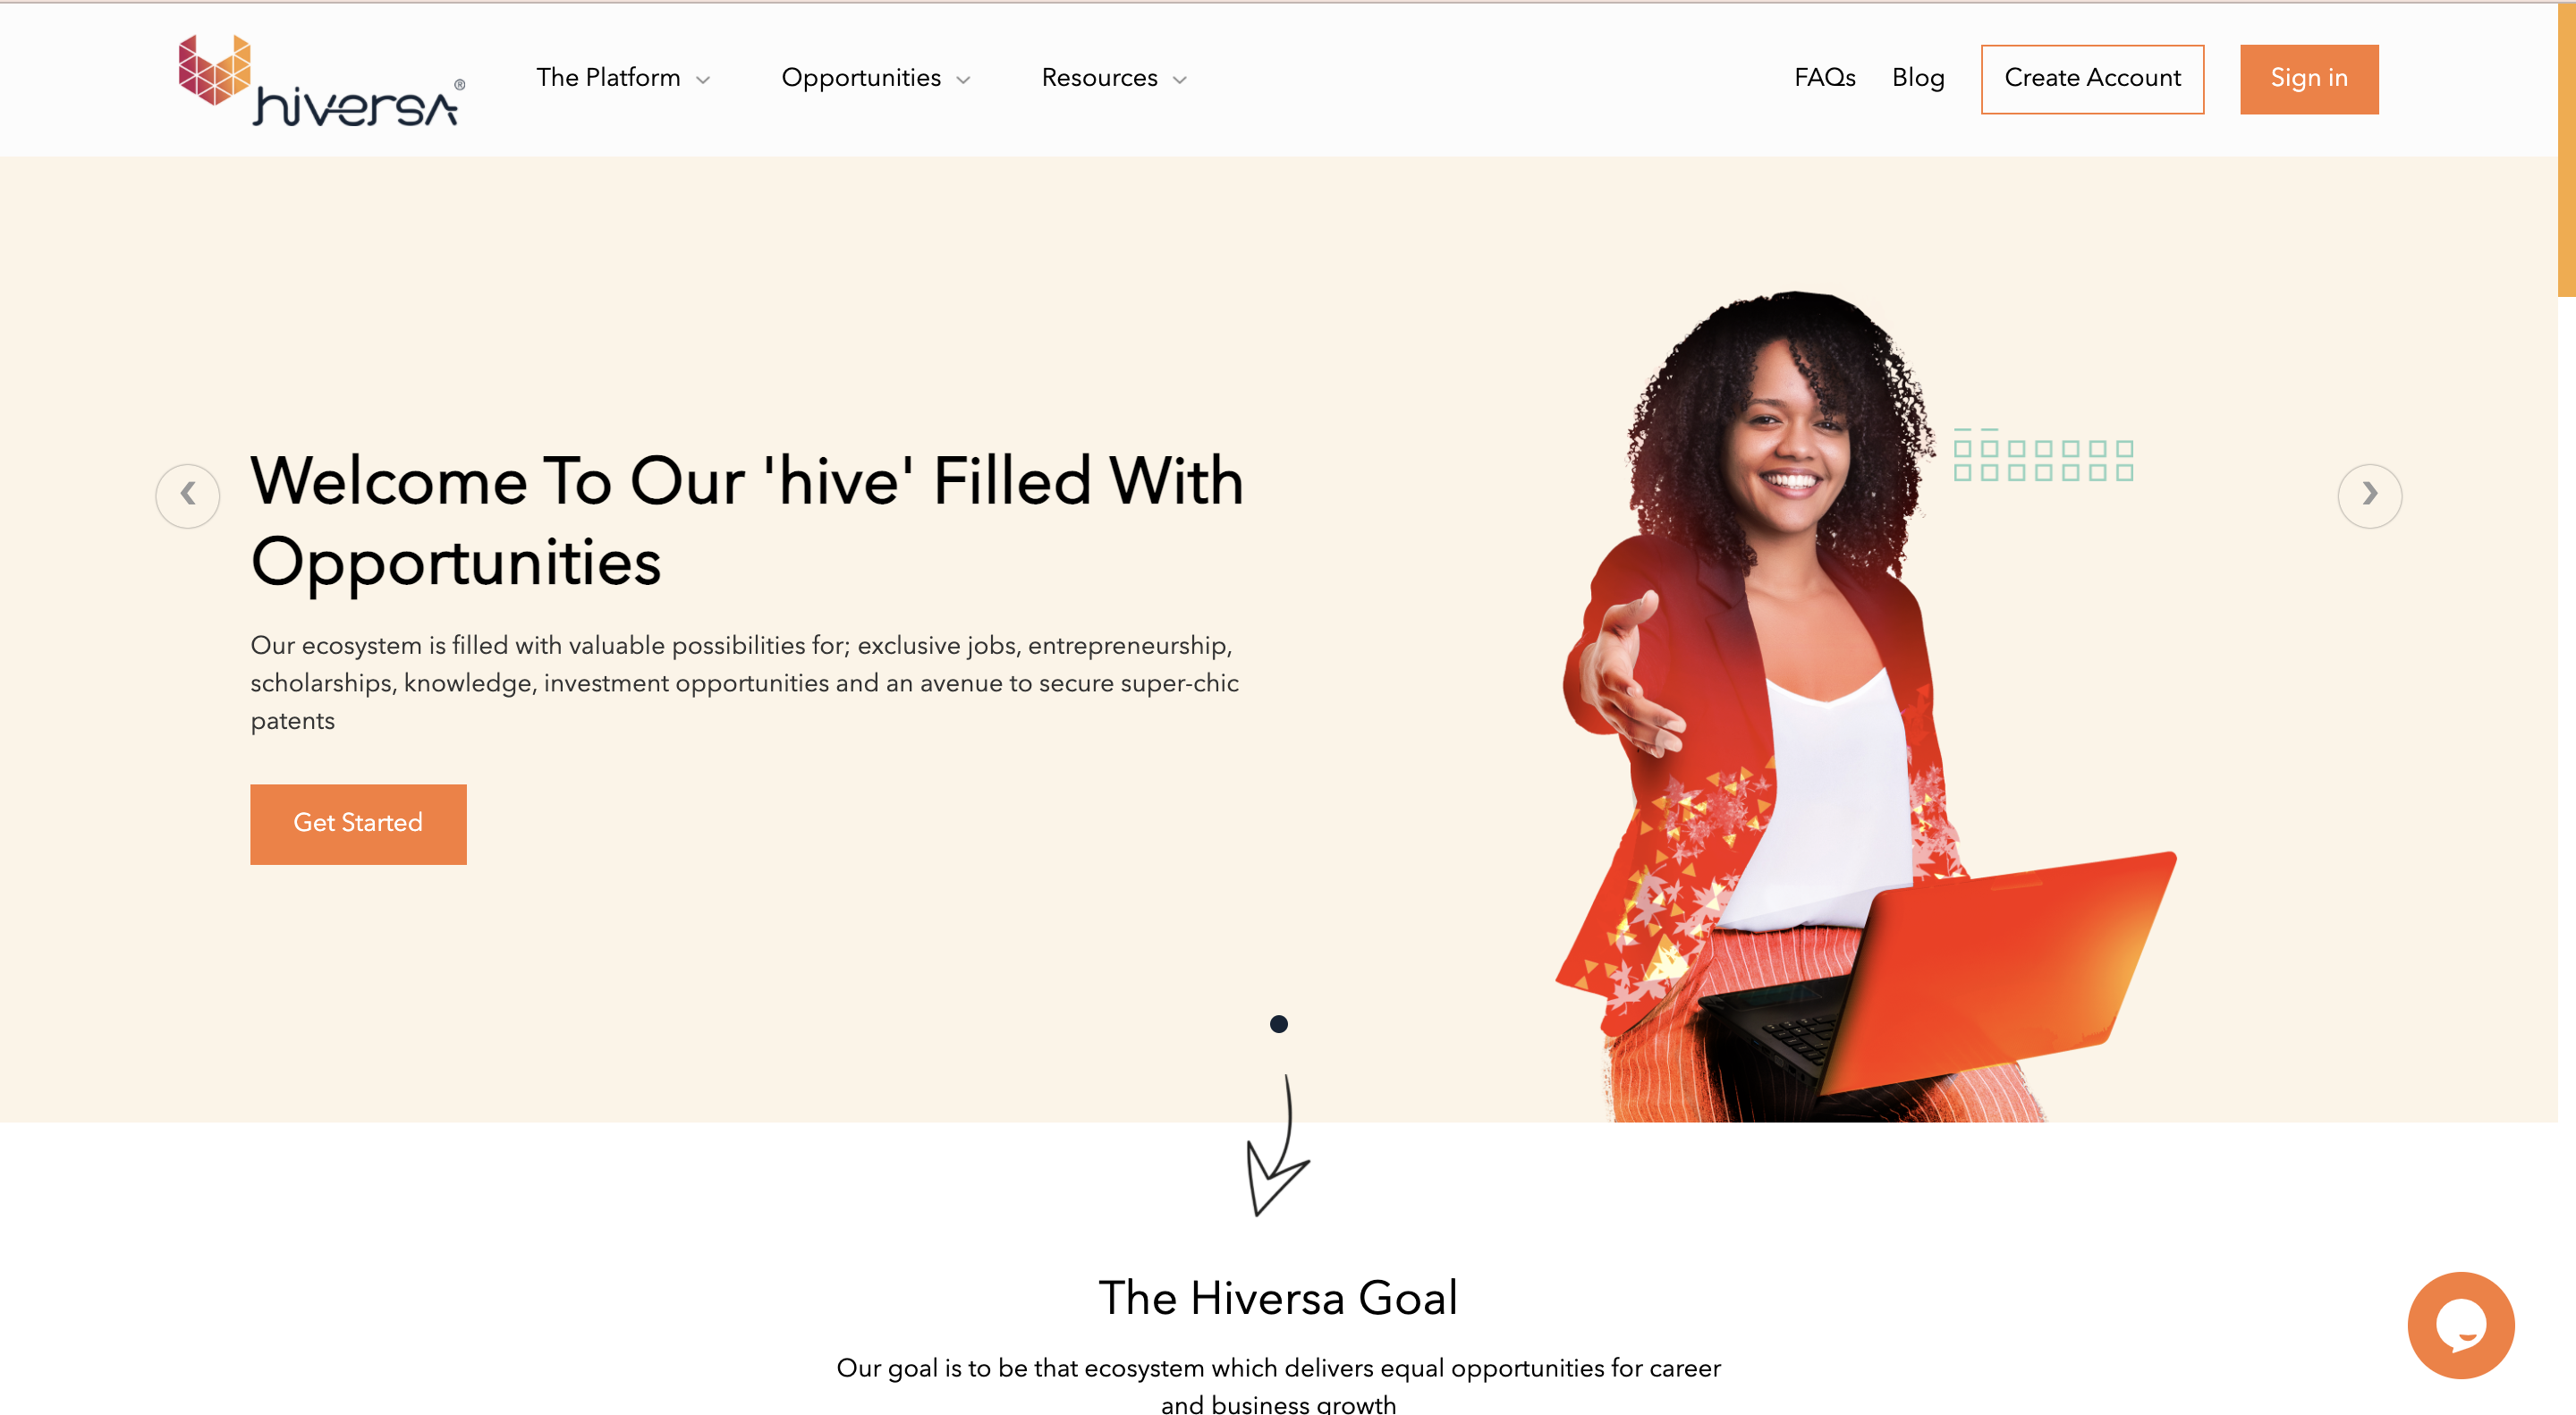 hiversa®
The Platform
Opportunities
Resources
FAQs
Blog
Create Account
Sign in
Welcome To Our 'hive' Filled With
Opportunities
Our ecosystem is filled with valuable possibilities for; exclusive jobs, entrepreneurship,
scholarships, knowledge, investment opportunities and an avenue to secure super-chic
patents
Get Started
The Hiversa Goal
Our goal is to be that ecosystem which delivers equal opportunities for career
and business growth